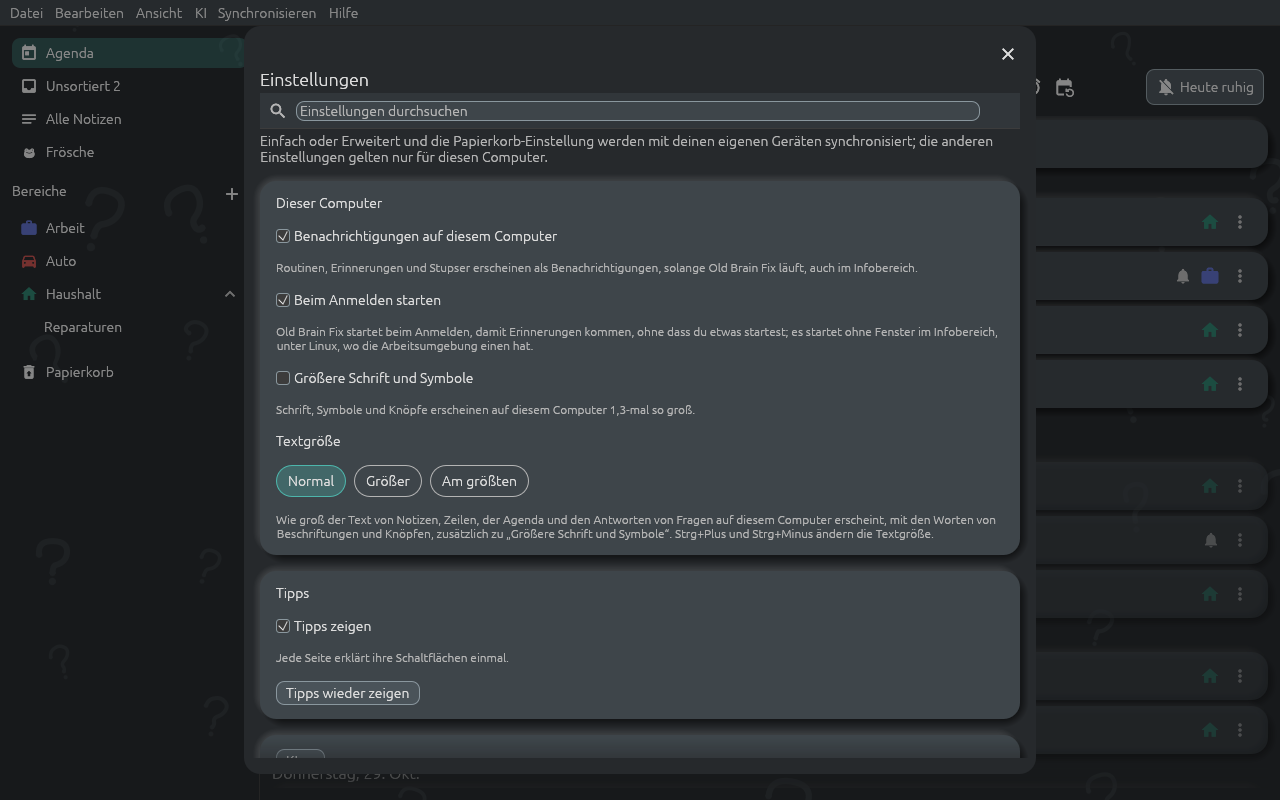 Datei Bearbeiten Ansicht KI Synchronisieren Hilfe
Agenda
Unsortiert 2
Alle Notizen
Frösche
Bereiche
Arbeit
Auto
Haushalt
Reparaturen
Papierkorb
Heute ruhig
Einstellungen
Einstellungen durchsuchen
Einfach oder Erweitert und die Papierkorb-Einstellung werden mit deinen eigenen Geräten synchronisiert; die anderen
Einstellungen gelten nur für diesen Computer.
Dieser Computer
Benachrichtigungen auf diesem Computer
Routinen, Erinnerungen und Stupser erscheinen als Benachrichtigungen, solange Old Brain Fix läuft, auch im Infobereich.
Beim Anmelden starten
Old Brain Fix startet beim Anmelden, damit Erinnerungen kommen, ohne dass du etwas startest; es startet ohne Fenster im Infobereich,
unter Linux, wo die Arbeitsumgebung einen hat.
Größere Schrift und Symbole
Schrift, Symbole und Knöpfe erscheinen auf diesem Computer 1,3-mal so groß.
Textgröße
Normal Größer Am größten
Wie groß der Text von Notizen, Zeilen, der Agenda und den Antworten von Fragen auf diesem Computer erscheint, mit den Worten von
Beschriftungen und Knöpfen, zusätzlich zu „Größere Schrift und Symbole“. Strg+Plus und Strg+Minus ändern die Textgröße.
Tipps
Tipps zeigen
Jede Seite erklärt ihre Schaltflächen einmal.
Tipps wieder zeigen
Donnerstag, 29. Okt.